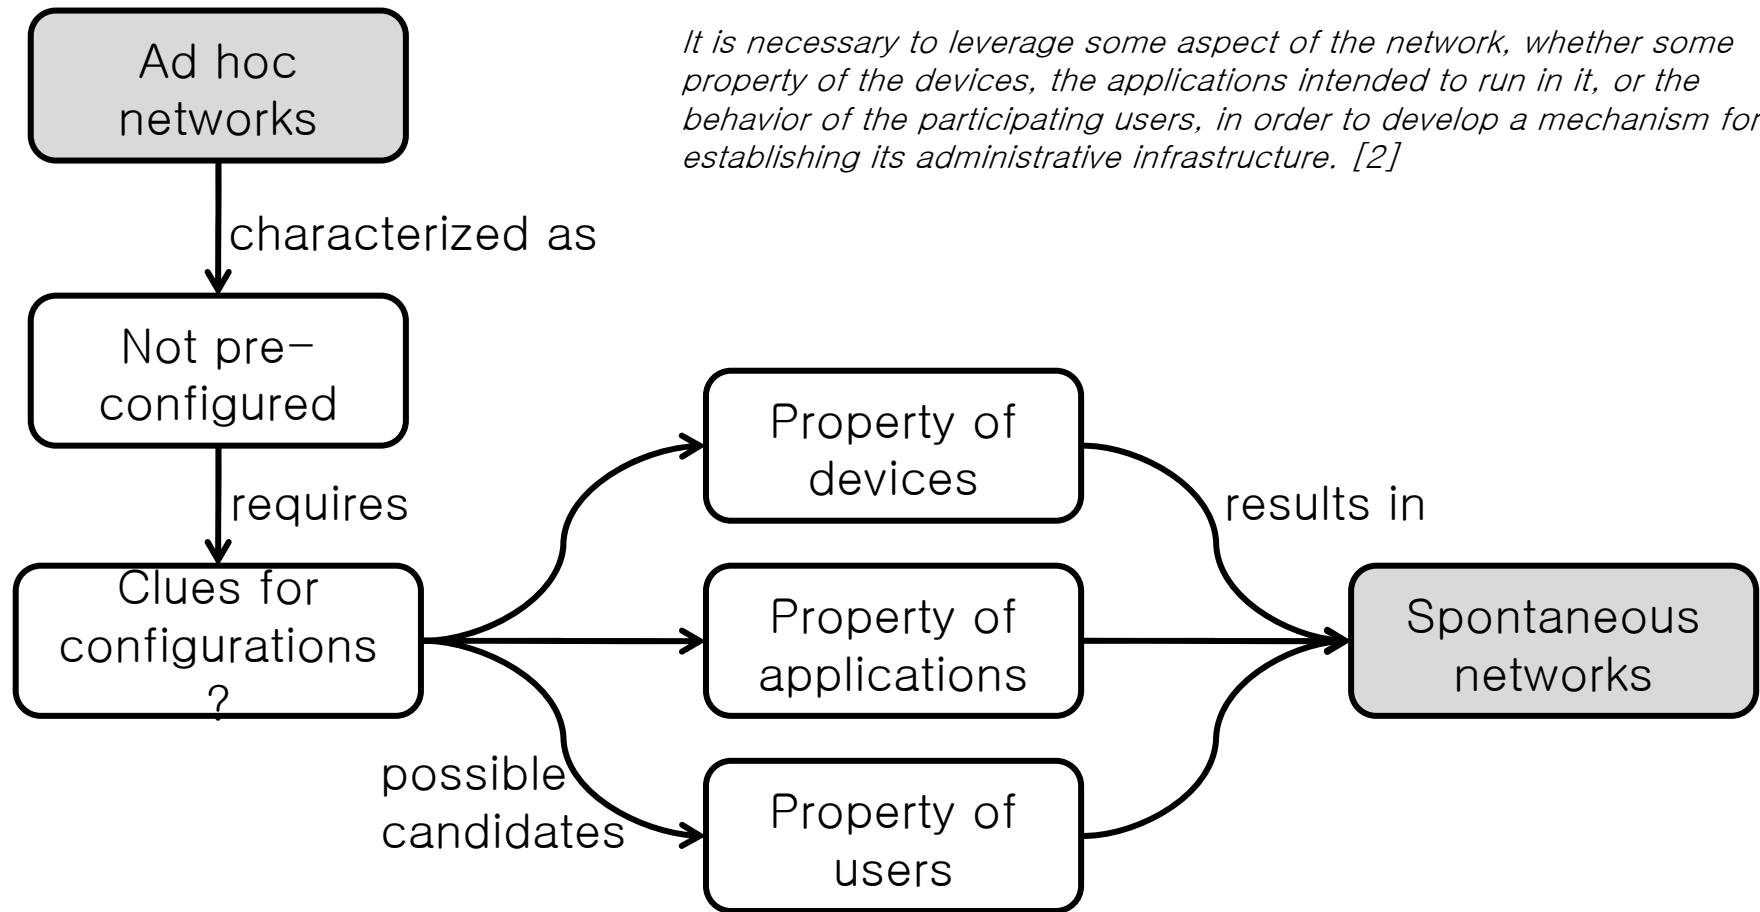 Ad hoc
networks
It is necessary to leverage some aspect of the network, whether some
property of the devices, the applications intended to run in it, or the
behavior of the participating users, in order to develop a mechanism for
establishing its administrative infrastructure. [2]
characterized as
Not pre-
configured
requires
Clues for
configurations
?
possible
candidates
Property of
devices
Property of
applications
Property of
users
results in
Spontaneous
networks